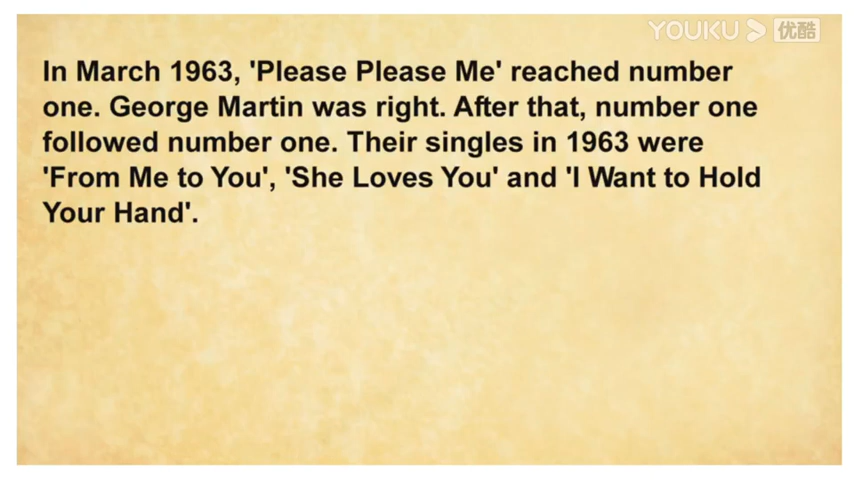 YOUKU 优酷
In March 1963, 'Please Please Me' reached number
one. George Martin was right. After that, number one
followed number one. Their singles in 1963 were
'From Me to You', 'She Loves You' and 'I Want to Hold
Your Hand'.